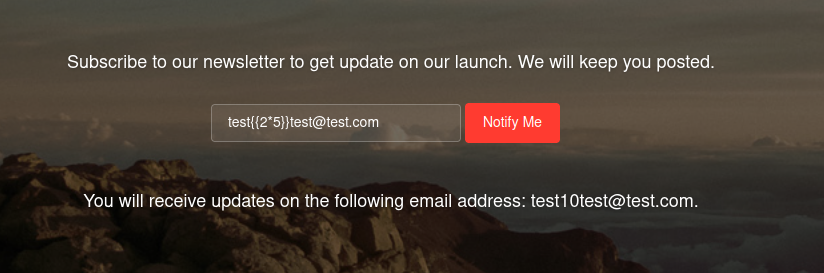 Subscribe to our newsletter to get update on our launch. We will keep you posted.
test{{2*5}}test@test.com
Notify Me
You will receive updates on the following email address: test10test@test.com.